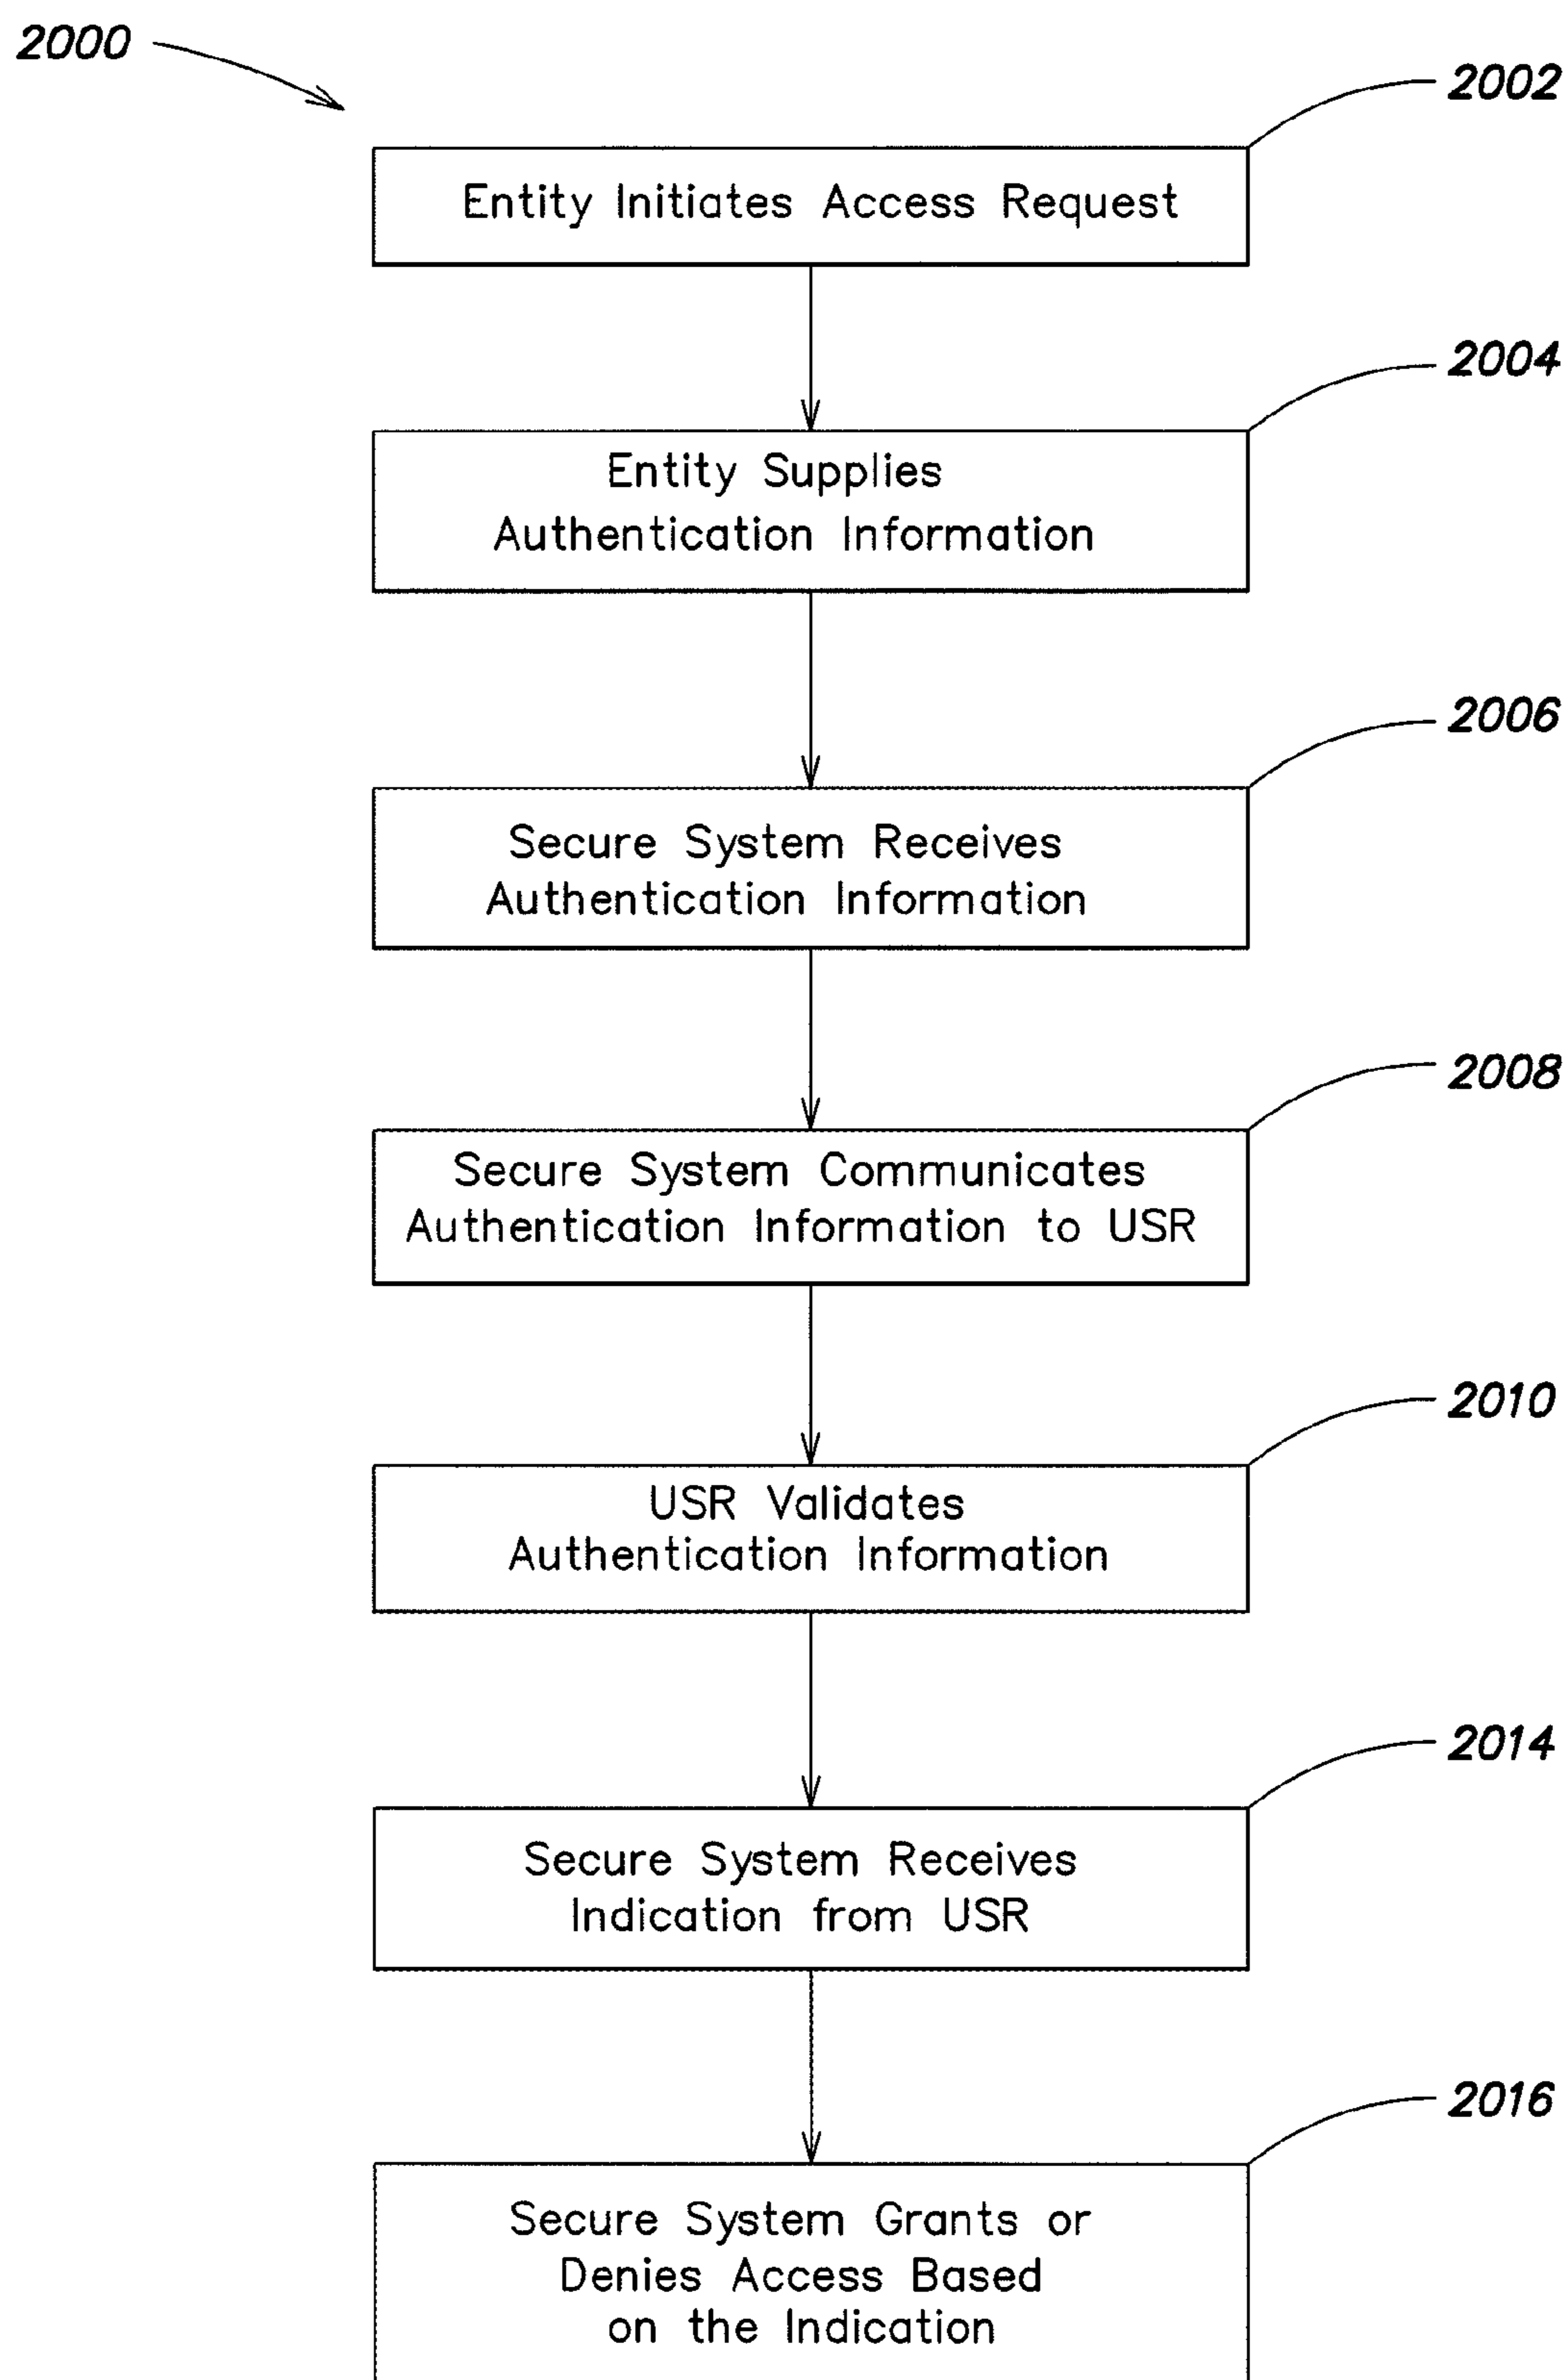 2000
2002
Entity Initiates Access Request
2004
Entity Supplies
Authentication Information
2006
Secure System Receives
Authentication Information
2008
Secure System Communicates
Authentication Information to USR
2010
USR Validates
Authentication Information
2014
Secure System Receives
Indication from USR
2016
Secure System Grants or
Denies Access Based
on the Indication